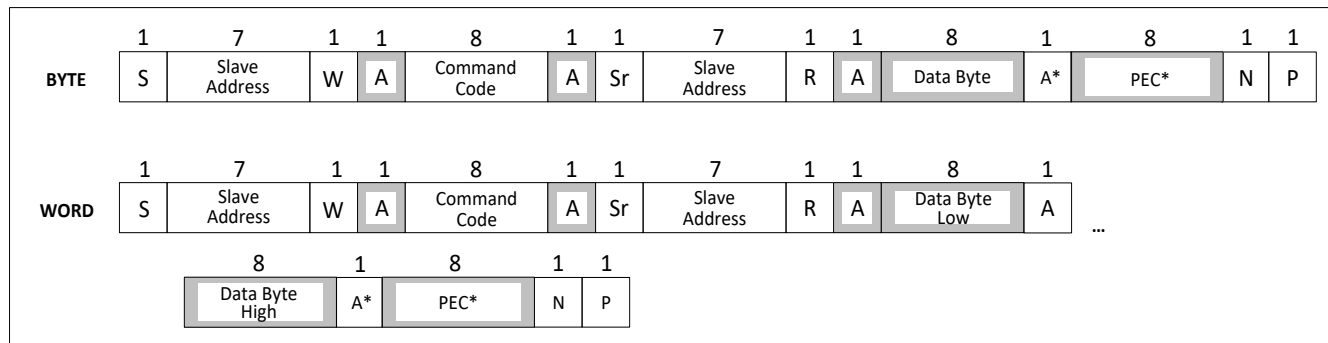 1 7 1 1 8 1 1 7 1 1 8 1 8 1 1
BYTE S Slave Address W A Command Code A Sr Slave Address R A Data Byte A* PEC* N P
1 7 1 1 8 1 1 7 1 1 8 1
WORD S Slave Address W A Command Code A Sr Slave Address R A Data Byte Low A ...
8 1 8 1 1
Data Byte High A* PEC* N P